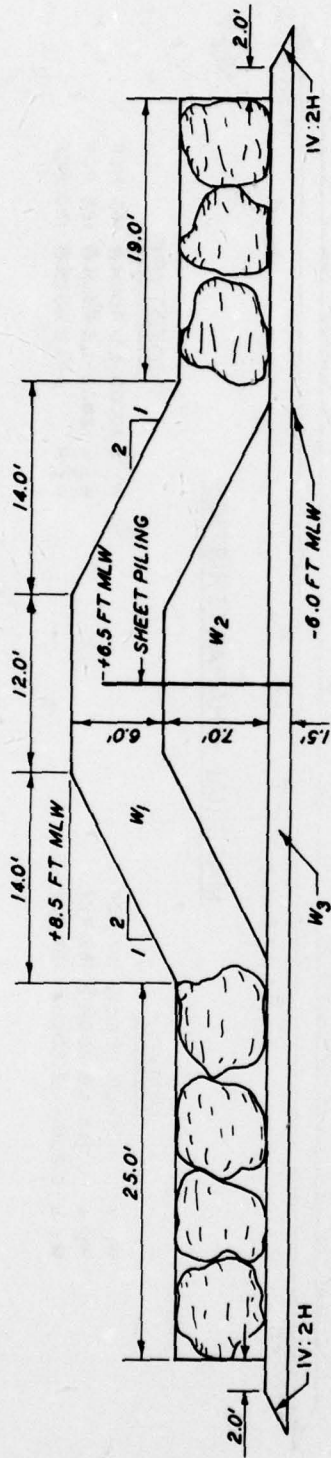 14.0'
12.0'
14.0'
+8.5 FT MLW
25.0'
2
1
W1
6.0'
+6.5 FT MLW
SHEET PILING
2
1
19.0'
7.0'
W2
2.0'
1V:2H
W3
1.5'
-6.0 FT MLW
2.0'
1V:2H